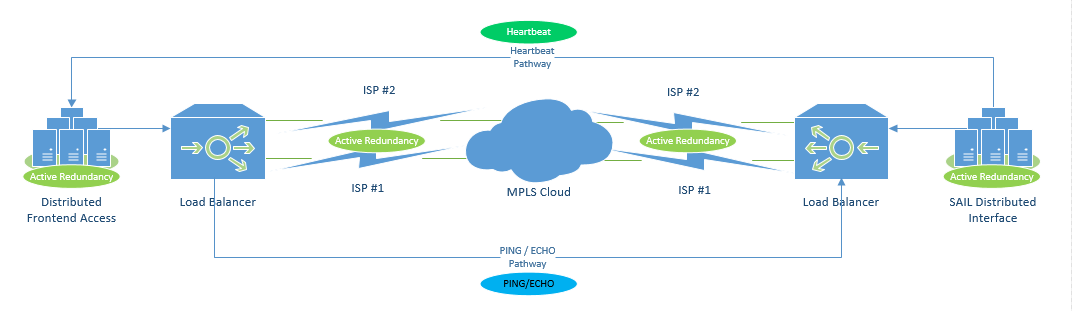 Heartbeat
Heartbeat
Pathway
ISP #2
ISP #2
Active Redundancy
Active Redundancy
ISP #1
ISP #1
MPLS Cloud
Active Redundancy
Distributed
Frontend Access
Load Balancer
Load Balancer
Active Redundancy
SAIL Distributed
Interface
PING / ECHO
Pathway
PING/ECHO